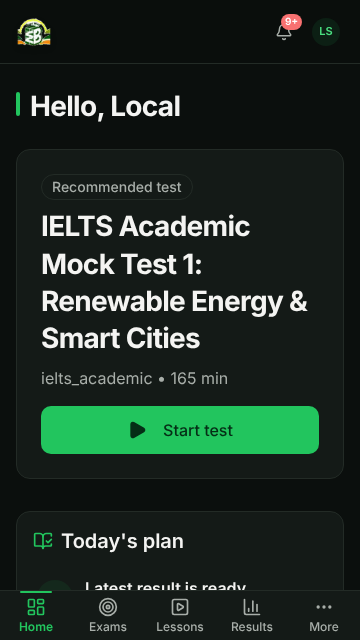 9+
LS
Hello, Local
Recommended test
IELTS Academic
Mock Test 1:
Renewable Energy &
Smart Cities
ielts_academic • 165 min
Start test
Today's plan
Latest result is ready
Home
Exams
Lessons
Results
More